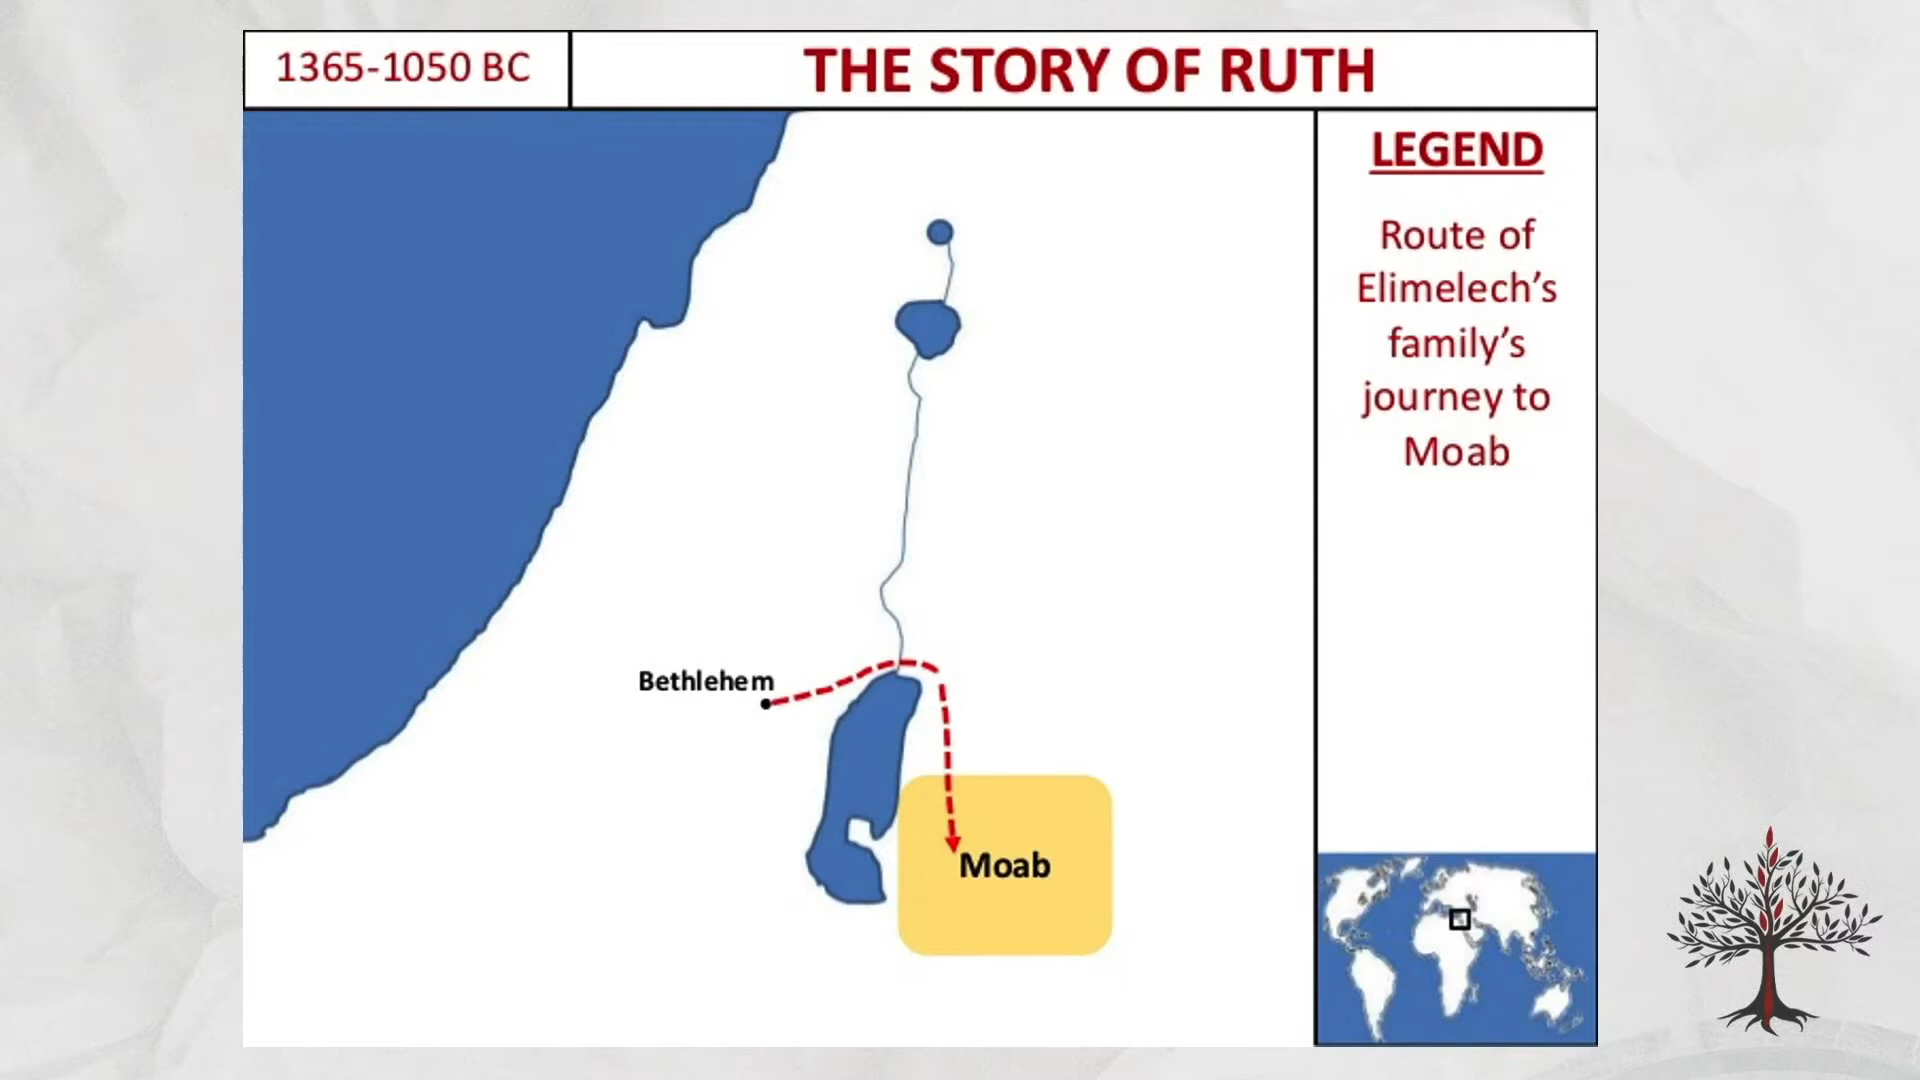 1365-1050 BC
THE STORY OF RUTH
LEGEND
Route of
Elimelech’s
family’s
journey to
Moab
Bethlehem
Moab